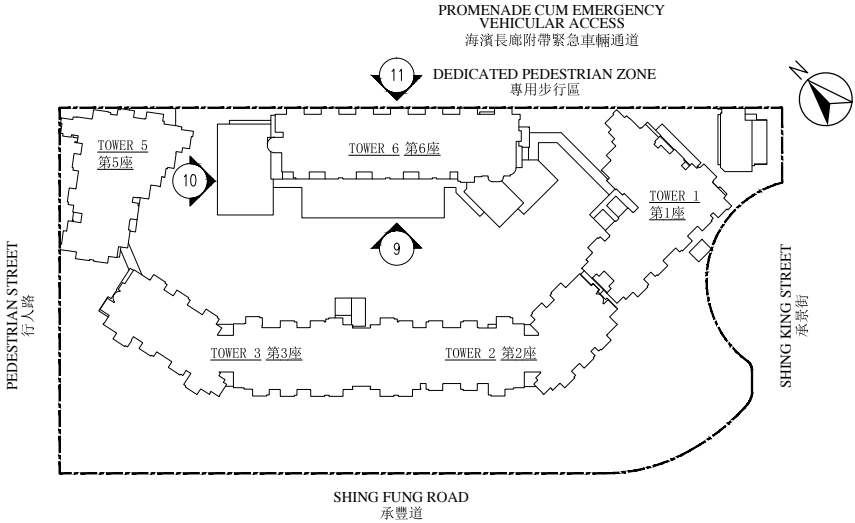 PROMENADE CUM EMERGENCY
VEHICULAR ACCESS
海濱長廊附帶緊急車輛通道
11
DEDICATED PEDESTRIAN ZONE
專用步行區
N
TOWER 5
第5座
TOWER 6 第6座
10
TOWER 1
第1座
9
PEDESTRIAN STREET
行人路
SHING KING STREET
承景街
TOWER 3 第3座
TOWER 2 第2座
SHING FUNG ROAD
承豐道